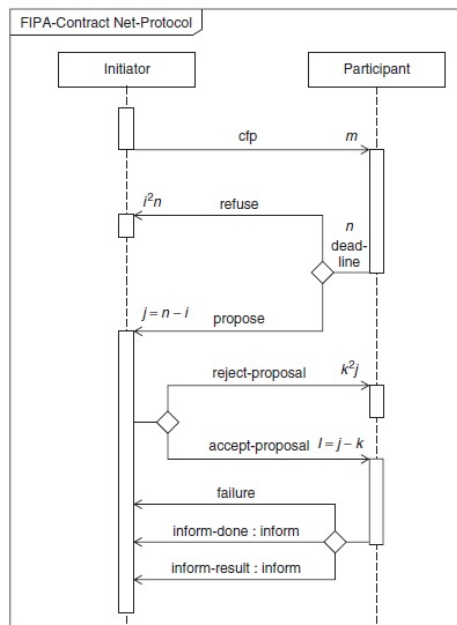 FIPA-Contract Net-Protocol
Initiator
Participant
cfp
m
i²n
refuse
n
dead-
line
j = n – i
propose
reject-proposal
k²j
accept-proposal
l = j – k
failure
inform-done : inform
inform-result : inform